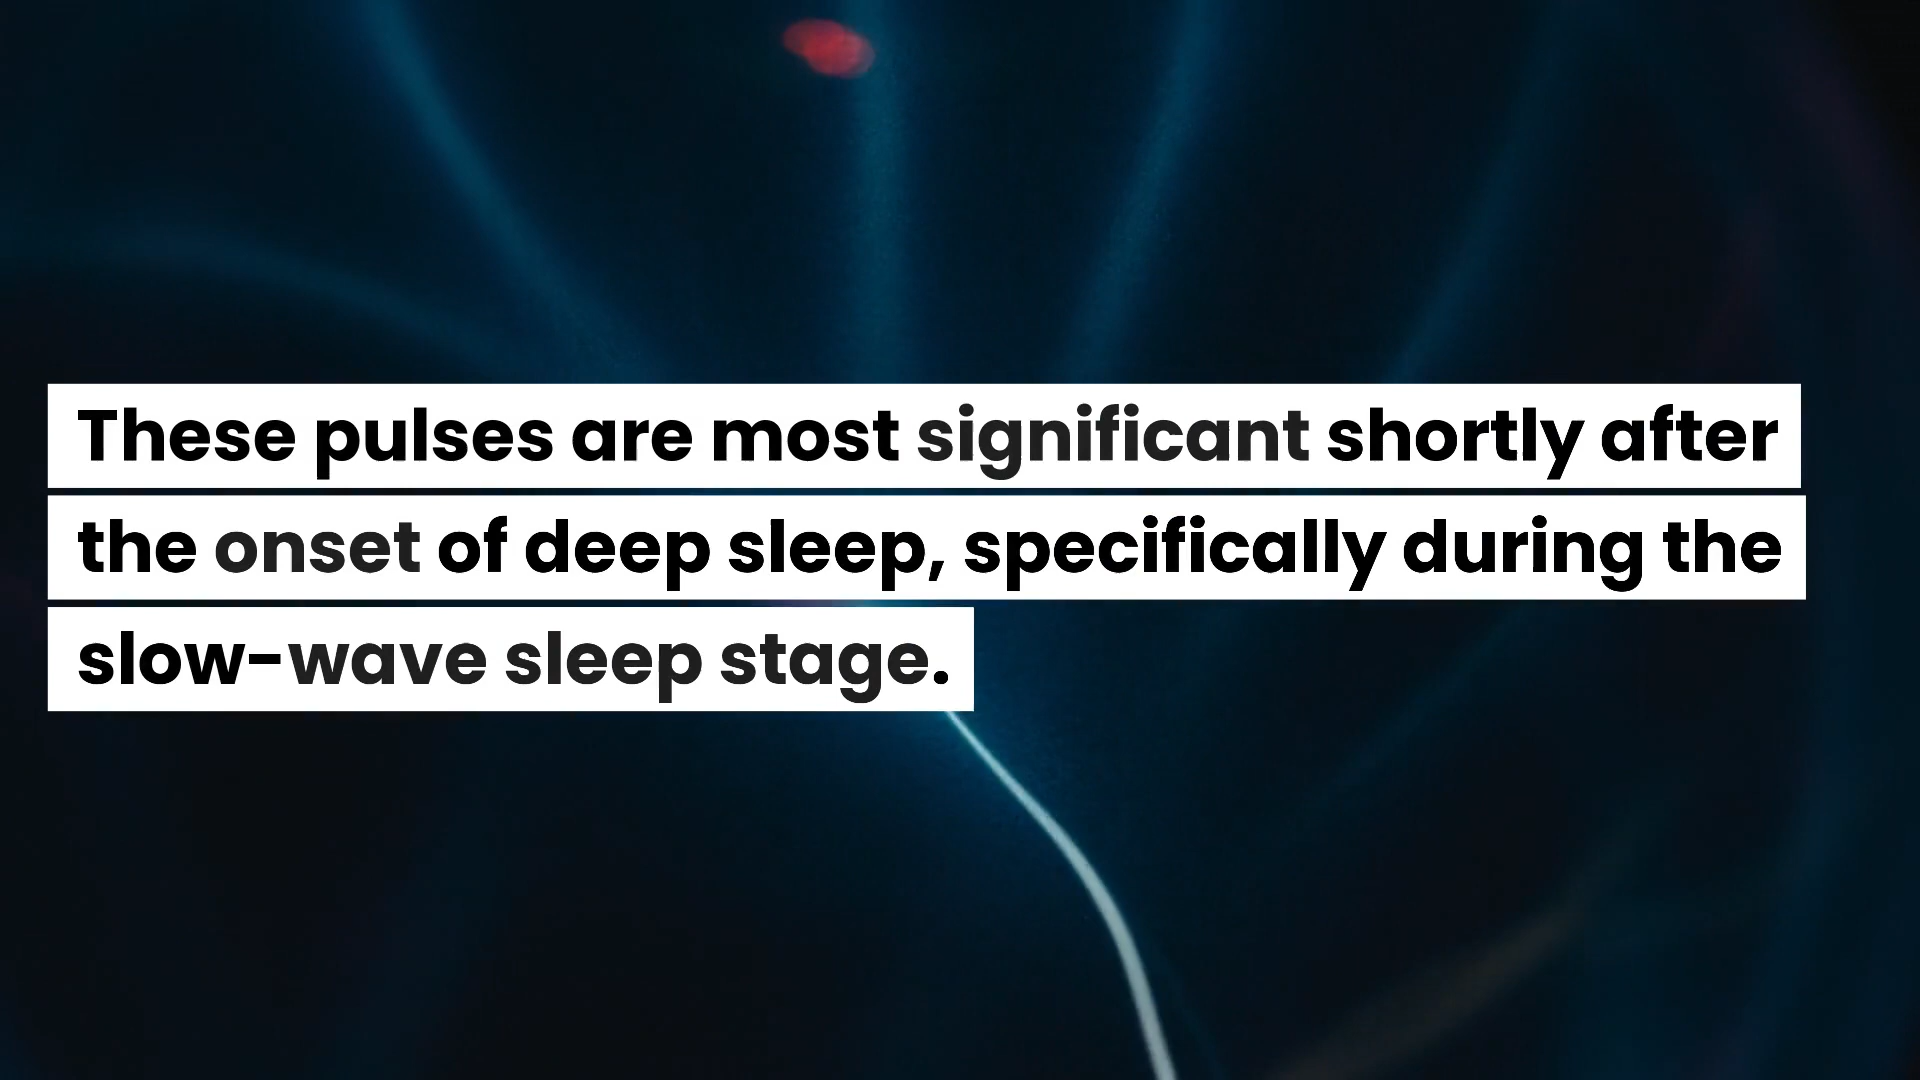 These pulses are most significant shortly after
the onset of deep sleep, specifically during the
slow-wave sleep stage.